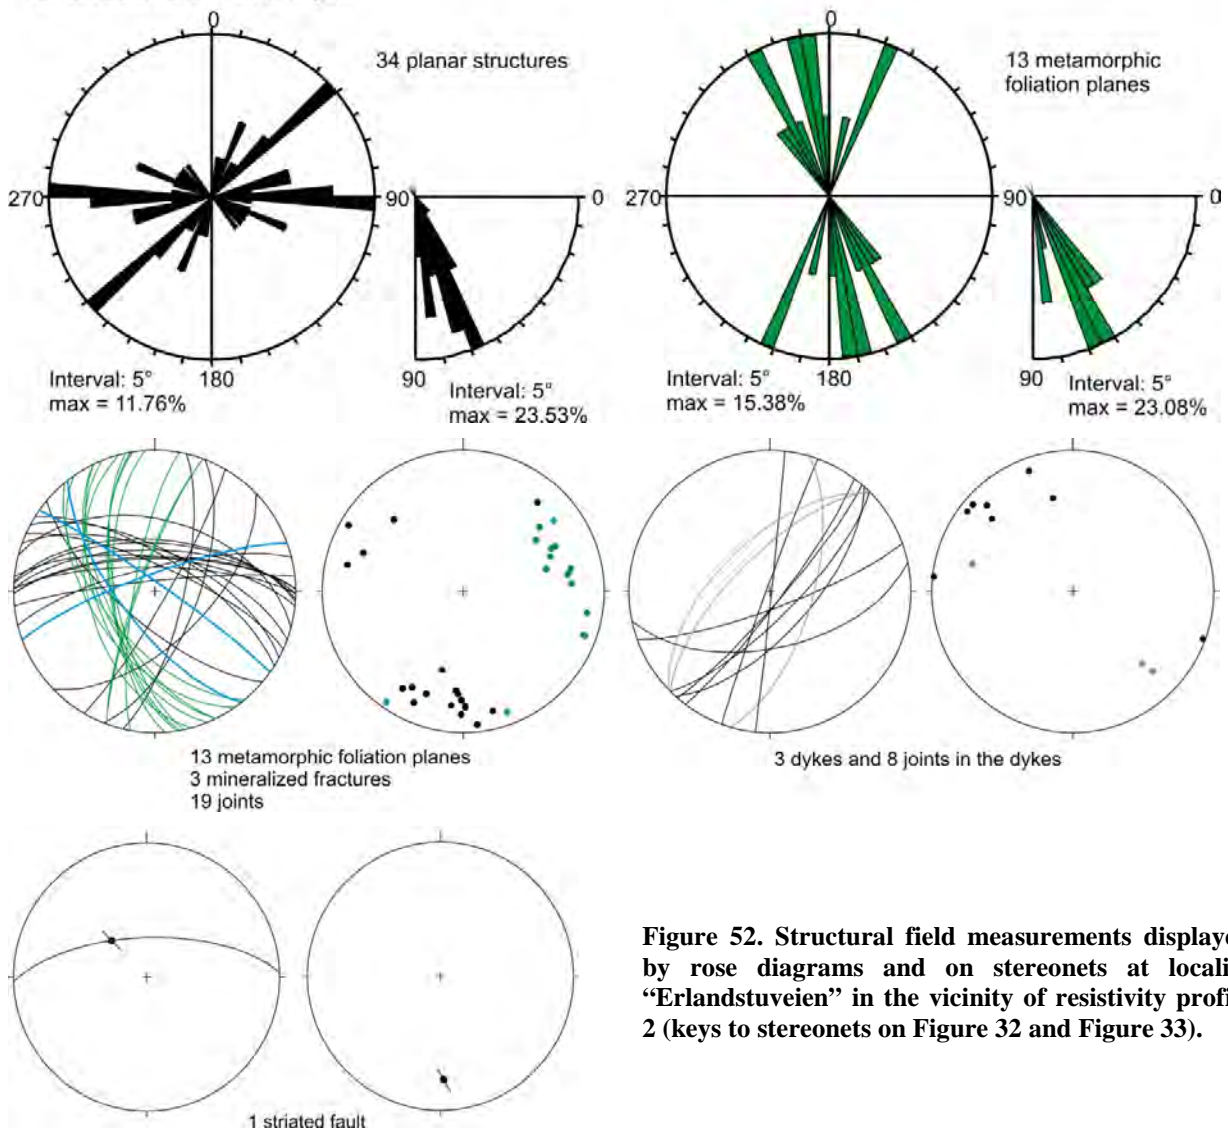 0
34 planar structures
270
90
0
180
90
Interval: 5°
max = 11.76%
Interval: 5°
max = 23.53%
0
13 metamorphic
foliation planes
270
90
0
180
90
Interval: 5°
max = 15.38%
Interval: 5°
max = 23.08%
13 metamorphic foliation planes
3 mineralized fractures
19 joints
3 dykes and 8 joints in the dykes
1 striated fault
Figure 52. Structural field measurements displaye
by rose diagrams and on stereonets at locali
“Erlandstuveien” in the vicinity of resistivity profi
2 (keys to stereonets on Figure 32 and Figure 33).